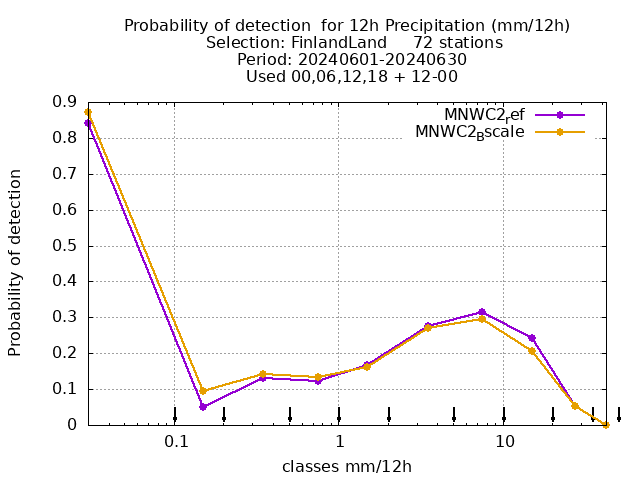 Probability of detection  for 12h Precipitation (mm/12h)
Selection: FinlandLand     72 stations
Period: 20240601-20240630
Used 00,06,12,18 + 12-00
MNWC2ref
MNWC2Bscale
Probability of detection
0.9
0.8
0.7
0.6
0.5
0.4
0.3
0.2
0.1
0
0.1 1 10
classes mm/12h